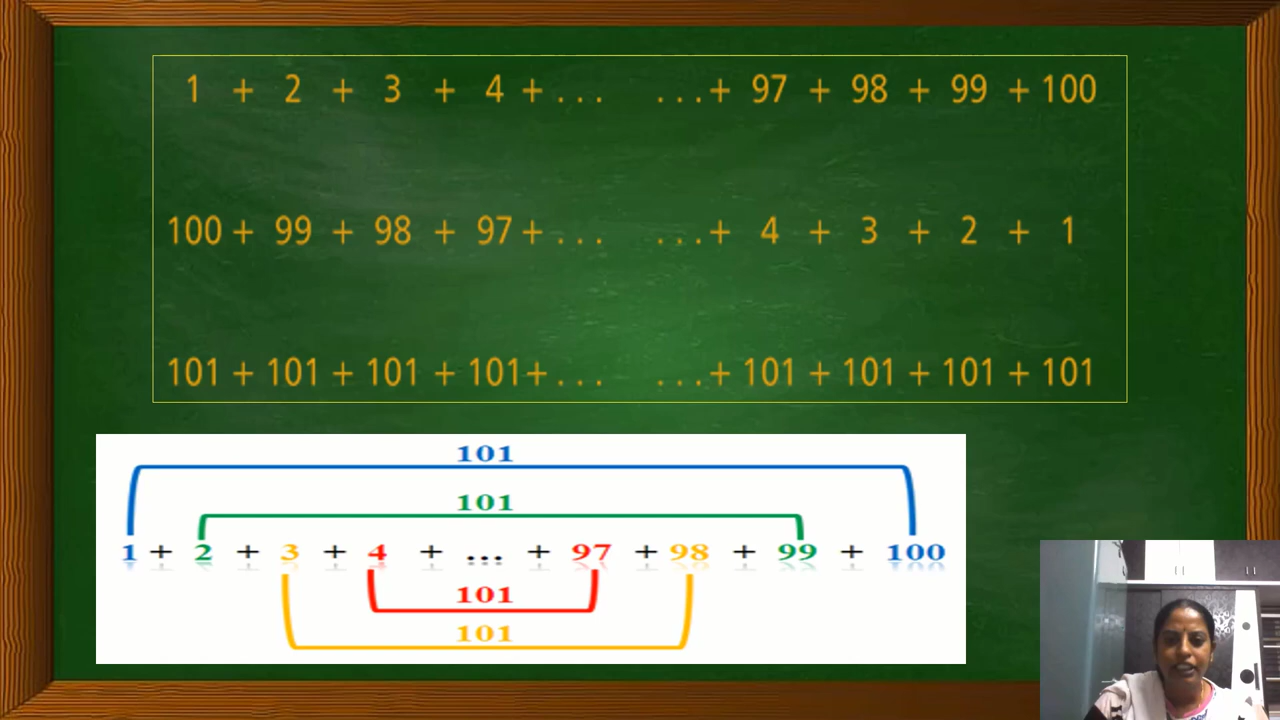 1 + 2 + 3 + 4 + . . . . . . + 97 + 98 + 99 + 100
100 + 99 + 98 + 97 + . . . . . . + 4 + 3 + 2 + 1
101 + 101 + 101 + 101 + . . . . . . + 101 + 101 + 101 + 101
101
101
1 + 2 + 3 + 4 + ... + 97 + 98 + 99 + 100
101
101